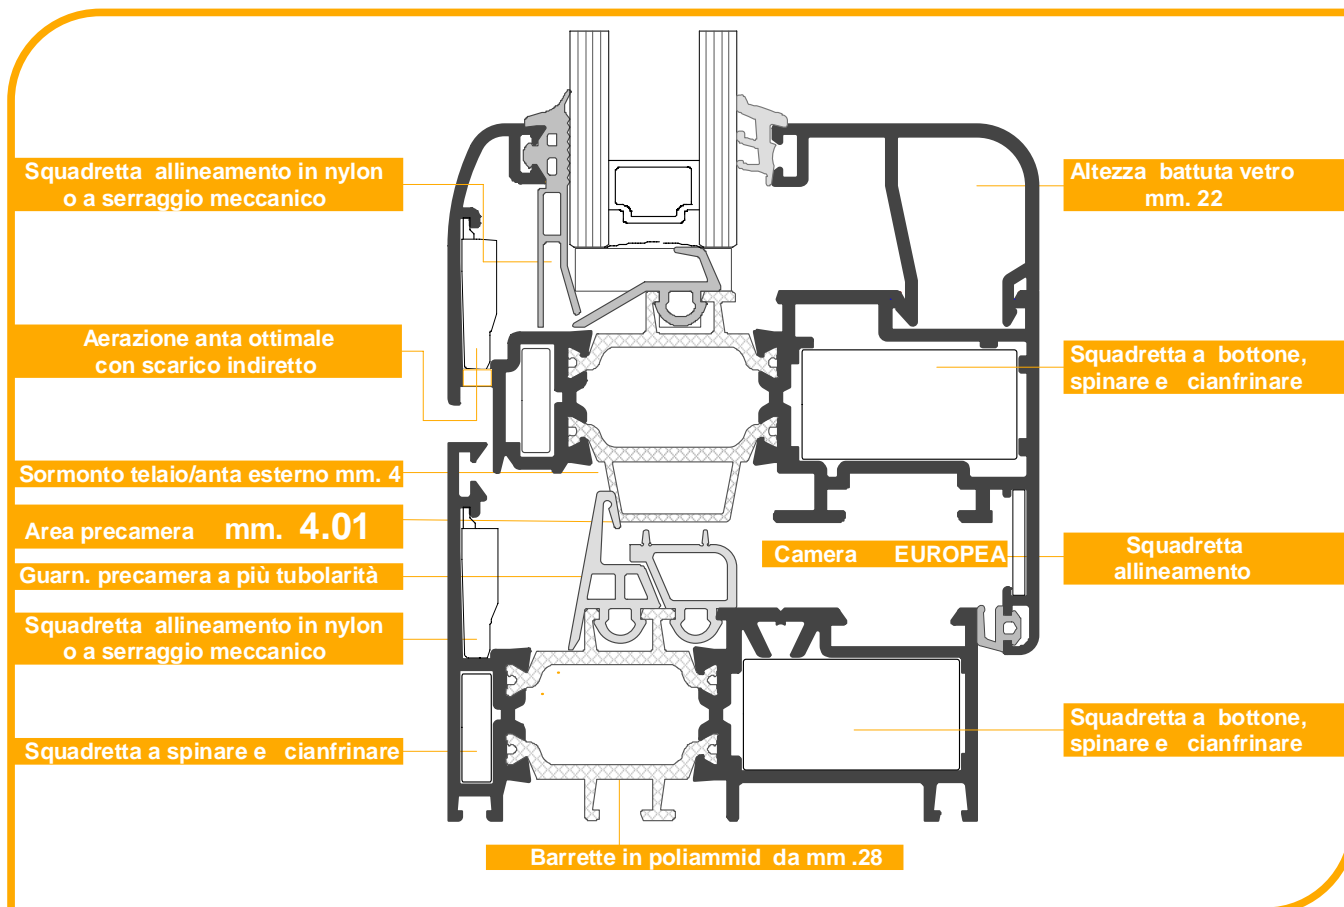 Squadretta allineamento in nylon
o a serraggio meccanico
Aerazione anta ottimale
con scarico indiretto
Sormonto telaio/anta esterno mm. 4
Area precamera mm. 4.01
Guarn. precamera a più tubolarità
Squadretta allineamento in nylon
o a serraggio meccanico
Squadretta a spinare e cianfrinare
Barrette in poliammid da mm .28
Camera EUROPEA
Altezza battuta vetro
mm. 22
Squadretta a bottone,
spinare e cianfrinare
Squadretta
allineamento
Squadretta a bottone,
spinare e cianfrinare